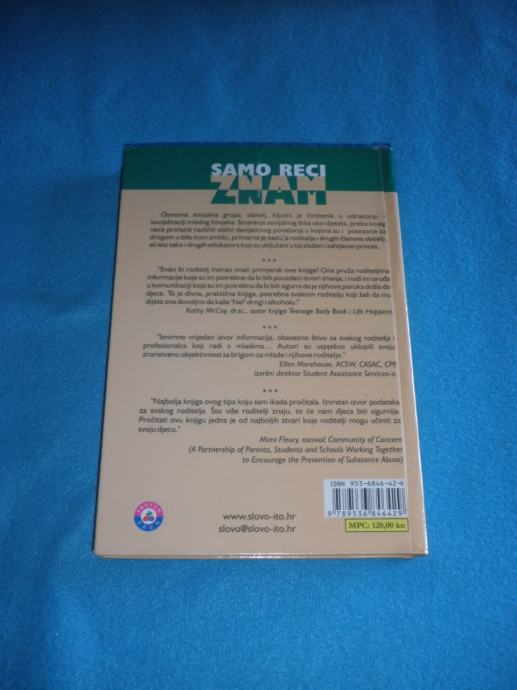 SAMO RECI
ZNAM
Osnovna socijalna grupa, obitelj, ključni je čimbenik u odrastanju i
socijalizaciji mladog čovjeka. Stvaranje socijalnog štita oko djeteta, preko kojeg
neće prolaziti različiti oblici devijantnog ponašanja u kojima su i posezanje za
drogom u bilo kom smislu, primarna je zadaća roditelja i drugih članova obitelji,
ali isto tako i drugih edukatora koji su uključeni u taj složen i zahtjevan proces.
***
"Svaki bi roditelj morao imati primjerak ove knjige! Ona pruža roditeljima
informacije koje su im potrebne da bi bili pouzdani izvori znanja, i nudi im oruđa
u komunikaciji koja su im potrebna da bi bili sigurni da je njihova poruka došla do
djece. To je divna, praktična knjiga, potrebna svakom roditelju koji želi da mu
dijete zna dovoljno da kaže 'Ne!' drogi i alkoholu."
Kathy McCoy, dr.sc., autor knjiga Teenage Body Book i Life Happens
***
"Iznimno vrijedan izvor informacija, obavezno štivo za svakog roditelja i
profesionalca koji radi s mladima... Autori su uspješno uklopili svoju
znanstvenu objektivnost sa brigom za mlade i njihove roditelje."
Ellen Morehouse, ACSW, CASAC, CPP
izvršni direktor Student Assistance Services-a
***
"Najbolja knjiga ovog tipa koju sam ikada pročitala. Izvrstan izvor podataka
za svakog roditelja. Što više roditelji znaju, to će nam djeca biti sigurnija.
Pročitati ovu knjigu jedna je od najboljih stvari koje roditelji mogu učiniti za
svoju djecu."
Mimi Fleury, osnivač Community of Concern
(A Partnership of Parents, Students and Schools Working Together
to Encourage the Prevention of Substance Abuse)
www.slovo-ito.hr
slovo@slovo-ito.hr
ISBN 953-6846-42-X
9 789536 846429
MPC: 120,00 kn